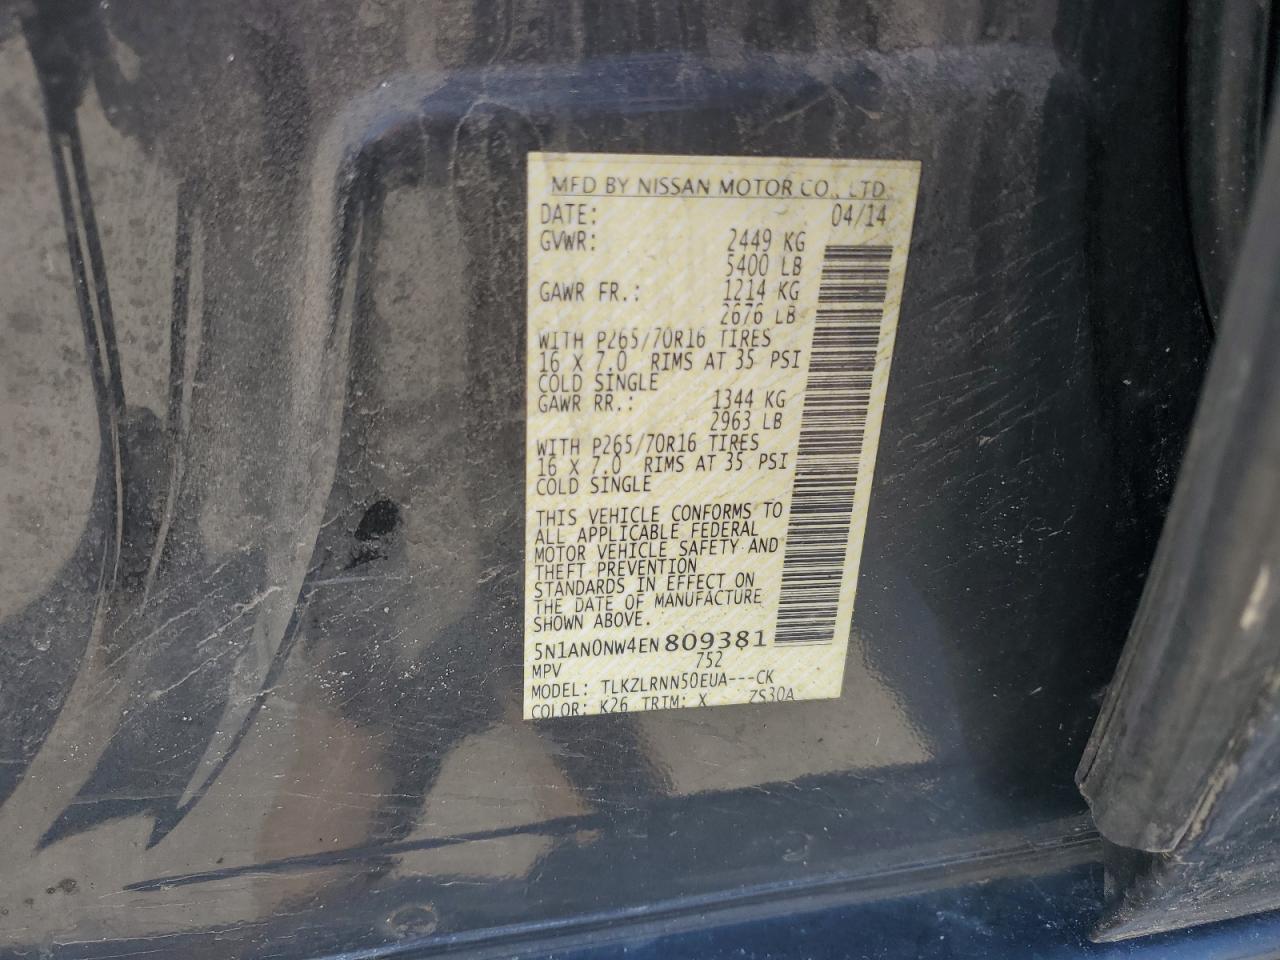 MFD BY NISSAN MOTOR CO., LTD.
DATE: 04/14
GVWR: 2449 KG
5400 LB
GAWR FR.: 1214 KG
2676 LB
WITH P265/70R16 TIRES
16 X 7.0 RIMS AT 35 PSI
COLD SINGLE
GAWR RR.: 1344 KG
2963 LB
WITH P265/70R16 TIRES
16 X 7.0 RIMS AT 35 PSI
COLD SINGLE
THIS VEHICLE CONFORMS TO
ALL APPLICABLE FEDERAL
MOTOR VEHICLE SAFETY AND
THEFT PREVENTION
STANDARDS IN EFFECT ON
THE DATE OF MANUFACTURE
SHOWN ABOVE.
5N1AN0NW4EN809381
MPV 752
MODEL: TLKZLRNN50EUA---CK
COLOR: K26 TRIM: X ZS30A